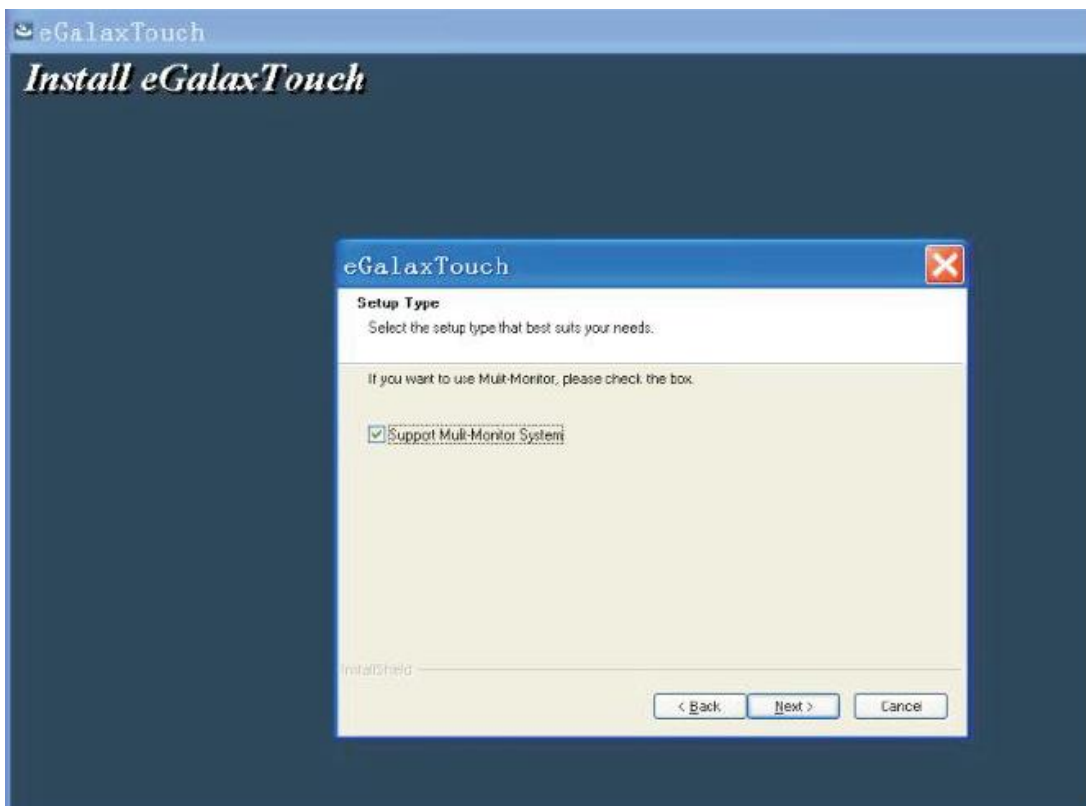 eGalaxTouch
Install eGalaxTouch
eGalaxTouch
Setup Type
Select the setup type that best suits your needs.
If you want to use Mulit-Monitor, please check the box.
Support Mulit-Monitor System
InstallShield
< Back
Next >
Cancel